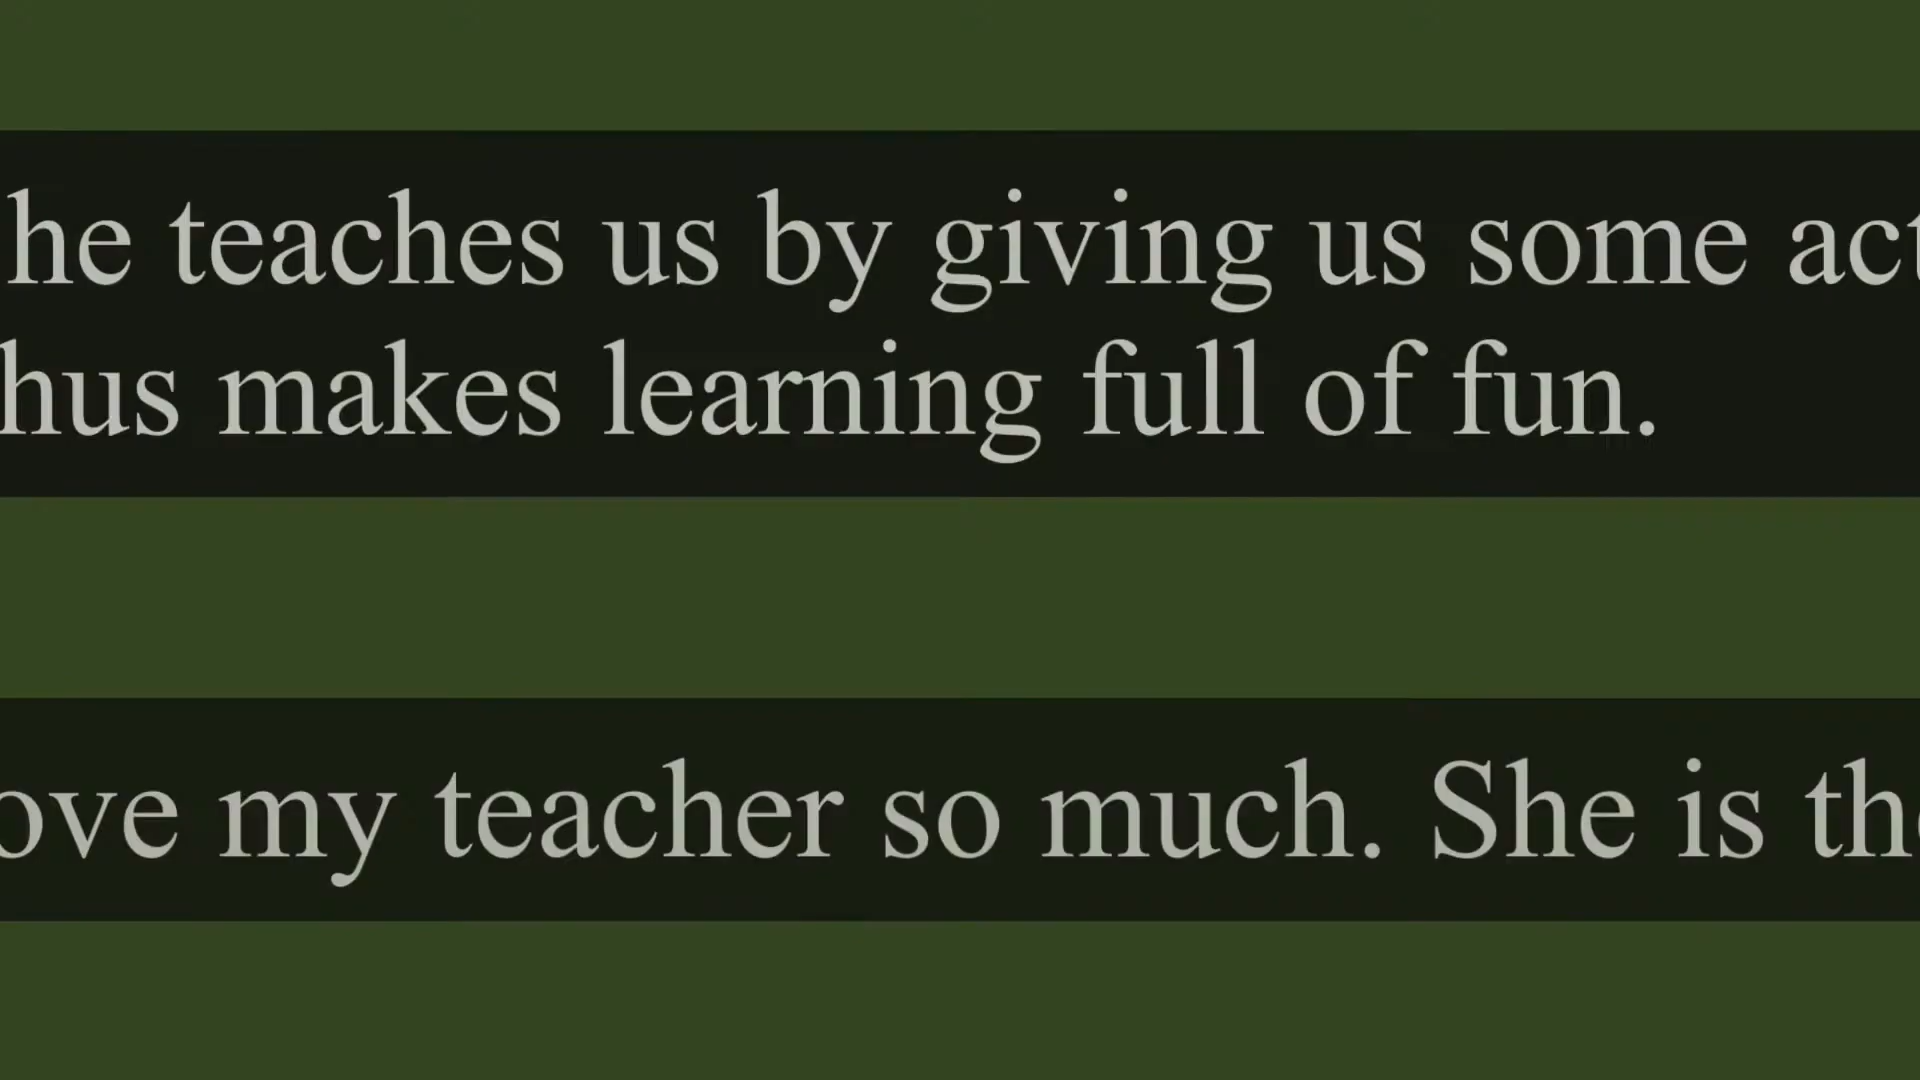 he teaches us by giving us some act
hus makes learning full of fun.
ove my teacher so much. She is th